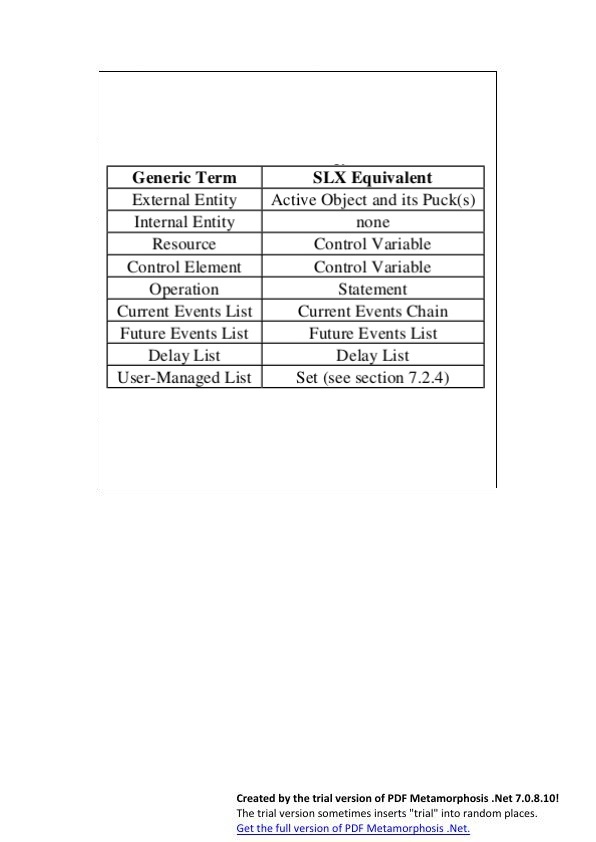 Generic Term SLX Equivalent
External Entity Active Object and its Puck(s)
Internal Entity none
Resource Control Variable
Control Element Control Variable
Operation Statement
Current Events List Current Events Chain
Future Events List Future Events List
Delay List Delay List
User-Managed List Set (see section 7.2.4)
Created by the trial version of PDF Metamorphosis .Net 7.0.8.10!
The trial version sometimes inserts "trial" into random places.
Get the full version of PDF Metamorphosis .Net.